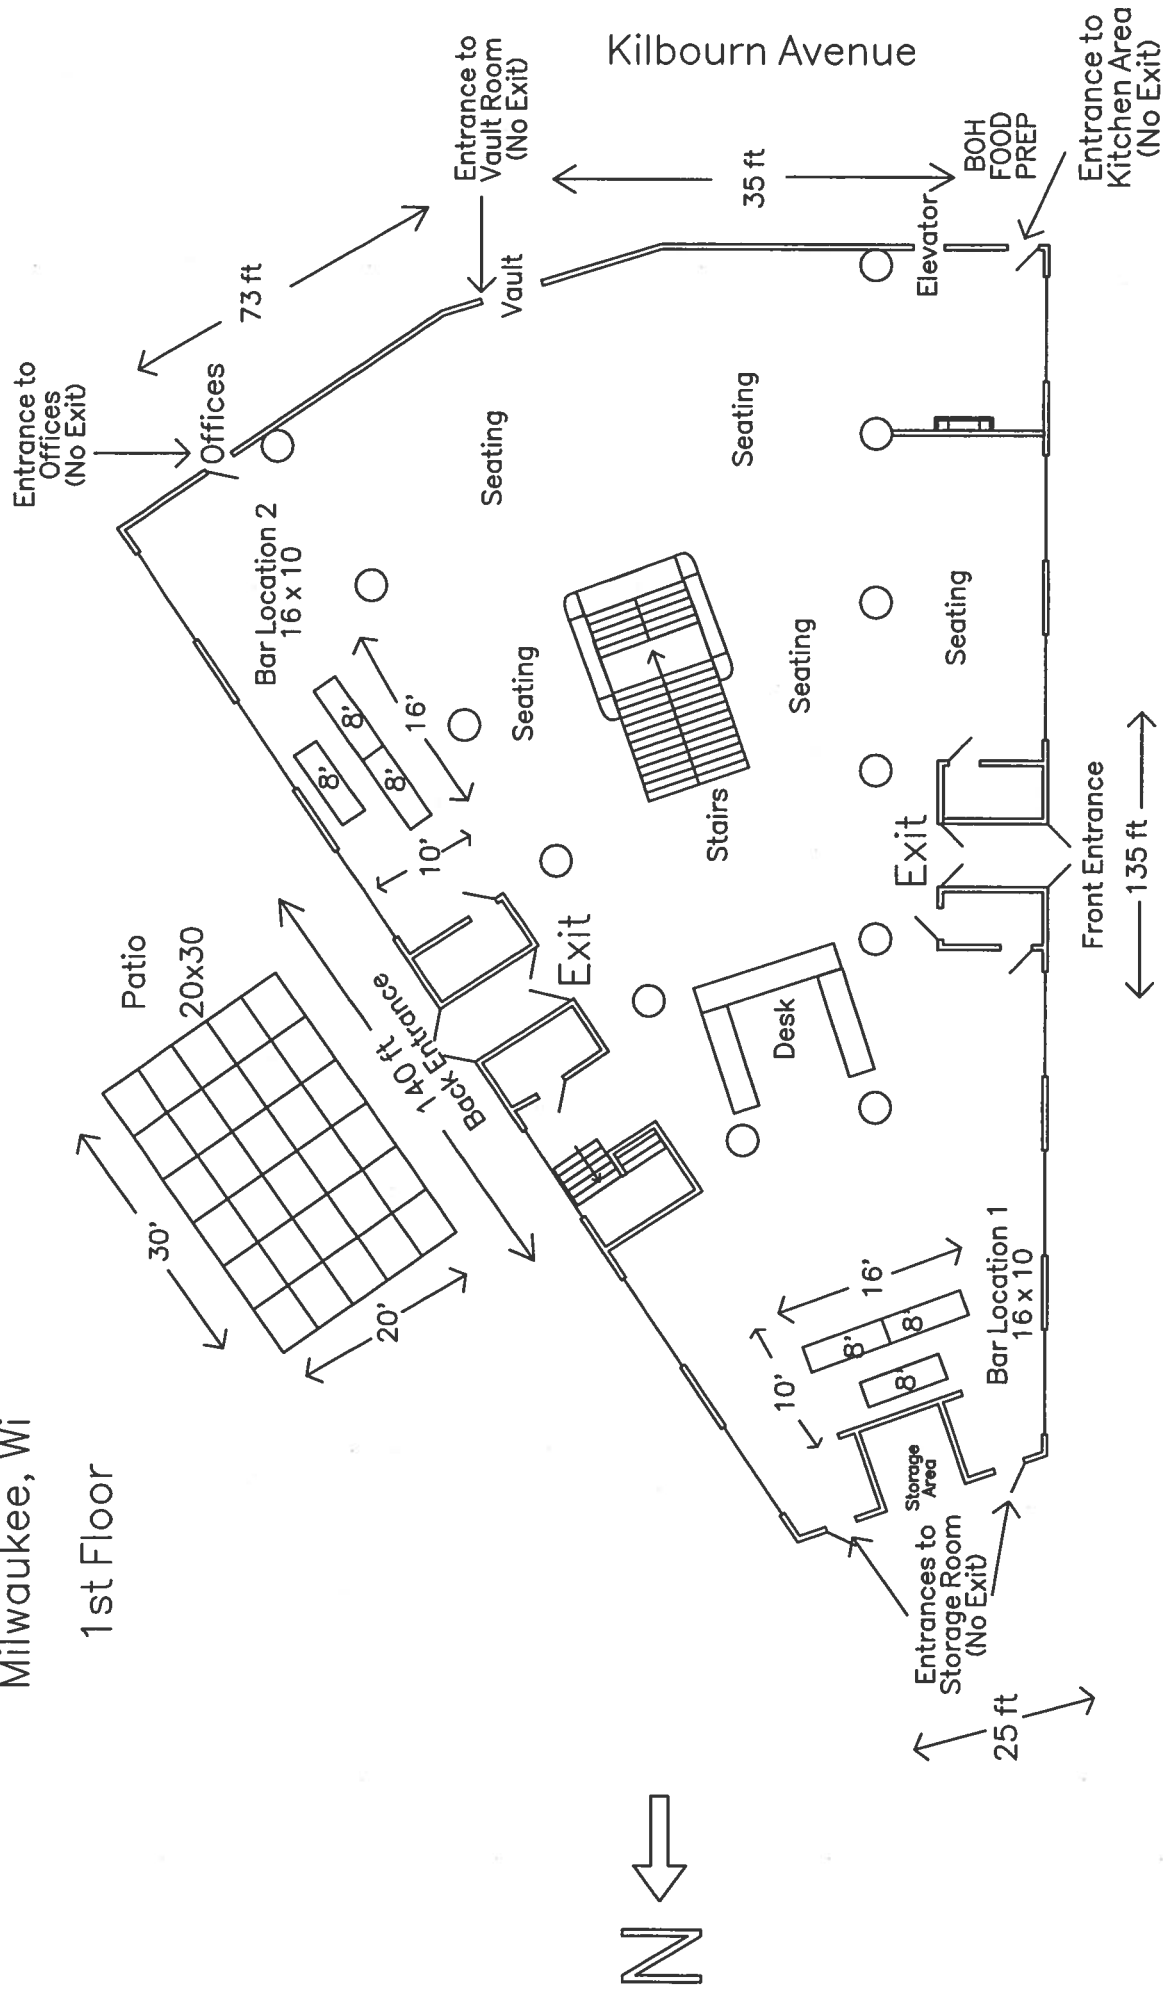 Milwaukee, Wi
1st Floor
Patio
20x30
30'
20'
140 ft
Back Entrance
Exit
10'
16'
8'
8'
8'
Bar Location 2
16 x 10
Entrance to
Offices
(No Exit)
Offices
73 ft
Entrance to
Vault Room
(No Exit)
Vault
Kilbourn Avenue
35 ft
BOH
FOOD
PREP
Elevator
Entrance to
Kitchen Area
(No Exit)
Seating
Seating
Seating
Seating
Seating
Stairs
Exit
Front Entrance
135 ft
Desk
10'
16'
8'
8'
8'
Bar Location 1
16 x 10
Storage
Area
Entrances to
Storage Room
(No Exit)
25 ft
N